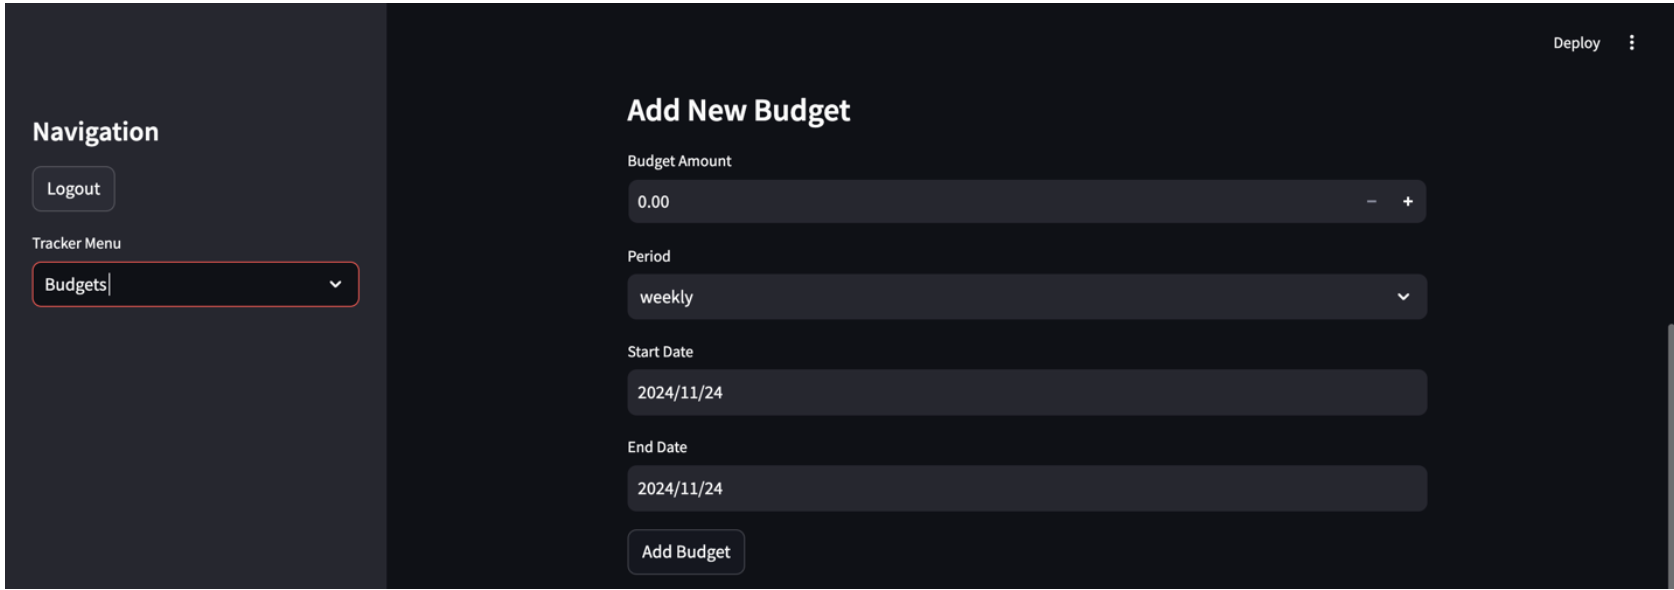 Deploy
Navigation
Logout
Tracker Menu
Budgets
Add New Budget
Budget Amount
0.00
Period
weekly
Start Date
2024/11/24
End Date
2024/11/24
Add Budget